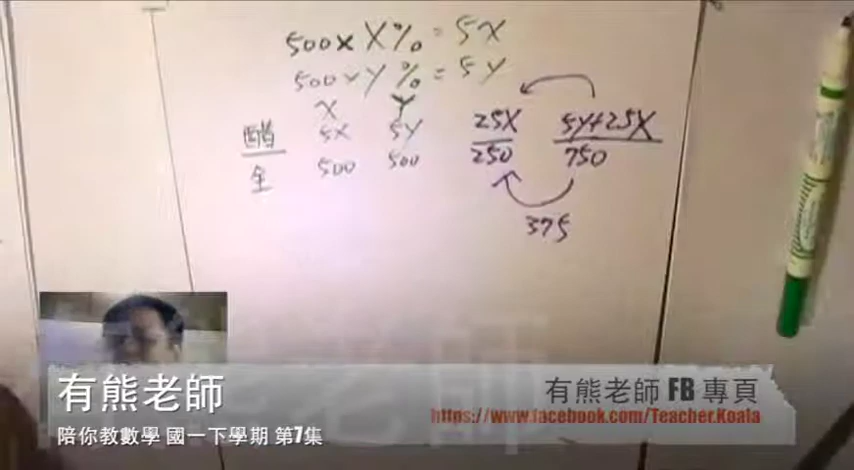 500×X%=5X
500×Y%=5Y
X Y
醋 5X 5Y 25X 5Y+25X
全 500 500 250 750
375
有熊老師
陪你教數學 國一下學期 第7集
有熊老師 FB 專頁
https://www.facebook.com/Teacher.Koala